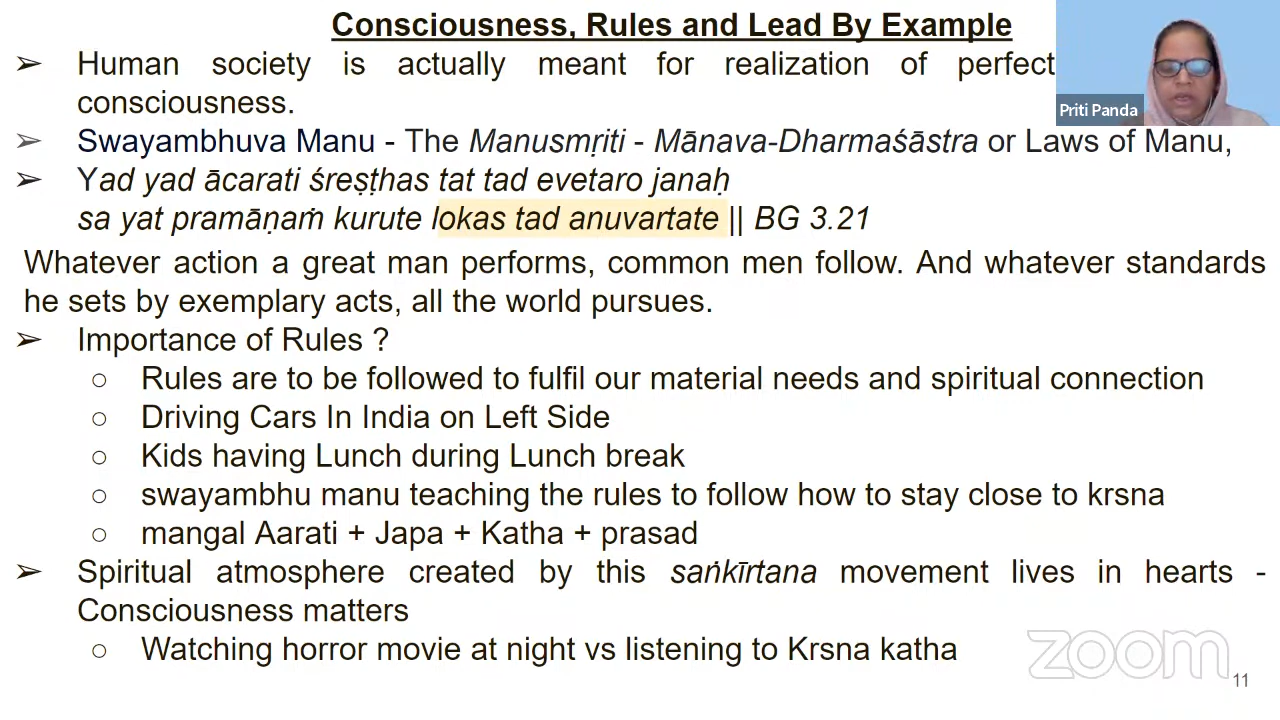 Consciousness, Rules and Lead By Example
➢ Human society is actually meant for realization of perfect
consciousness.
Priti Panda
➢ Swayambhuva Manu - The Manusmṛiti - Mānava-Dharmaśāstra or Laws of Manu,
➢ Yad yad ācarati śreṣṭhas tat tad evetaro janaḥ
sa yat pramāṇaṁ kurute lokas tad anuvartate || BG 3.21
Whatever action a great man performs, common men follow. And whatever standards
he sets by exemplary acts, all the world pursues.
➢ Importance of Rules ?
○ Rules are to be followed to fulfil our material needs and spiritual connection
○ Driving Cars In India on Left Side
○ Kids having Lunch during Lunch break
○ swayambhu manu teaching the rules to follow how to stay close to krsna
○ mangal Aarati + Japa + Katha + prasad
➢ Spiritual atmosphere created by this saṅkīrtana movement lives in hearts -
Consciousness matters
○ Watching horror movie at night vs listening to Krsna katha
zoom
11